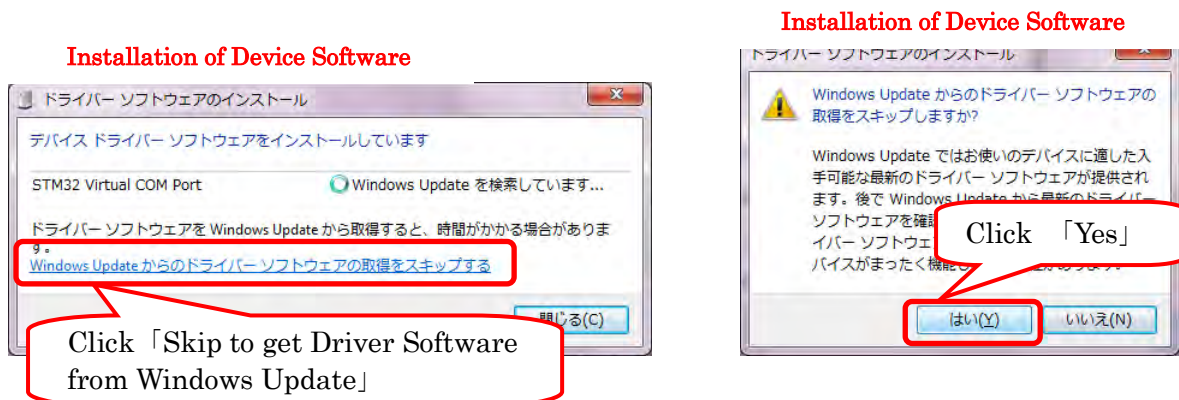 Installation of Device Software
ドライバー ソフトウェアのインストール
デバイス ドライバー ソフトウェアをインストールしています
STM32 Virtual COM Port Windows Update を検索しています...
ドライバー ソフトウェアを Windows Update から取得すると、時間がかかる場合がありま
す。
Windows Update からのドライバー ソフトウェアの取得をスキップする
閉じる(C)
Click「Skip to get Driver Software
from Windows Update」
Installation of Device Software
ドライバー ソフトウェアのインストール
Windows Update からのドライバー ソフトウェアの
取得をスキップしますか?
Windows Update ではお使いのデバイスに適した入
手可能な最新のドライバー ソフトウェアが提供され
ます。後で Windows Update から最新のドライバー
ソフトウェアを確認
イバー ソフトウェ
バイスがまったく機能し
Click 「Yes」
はい(Y) いいえ(N)